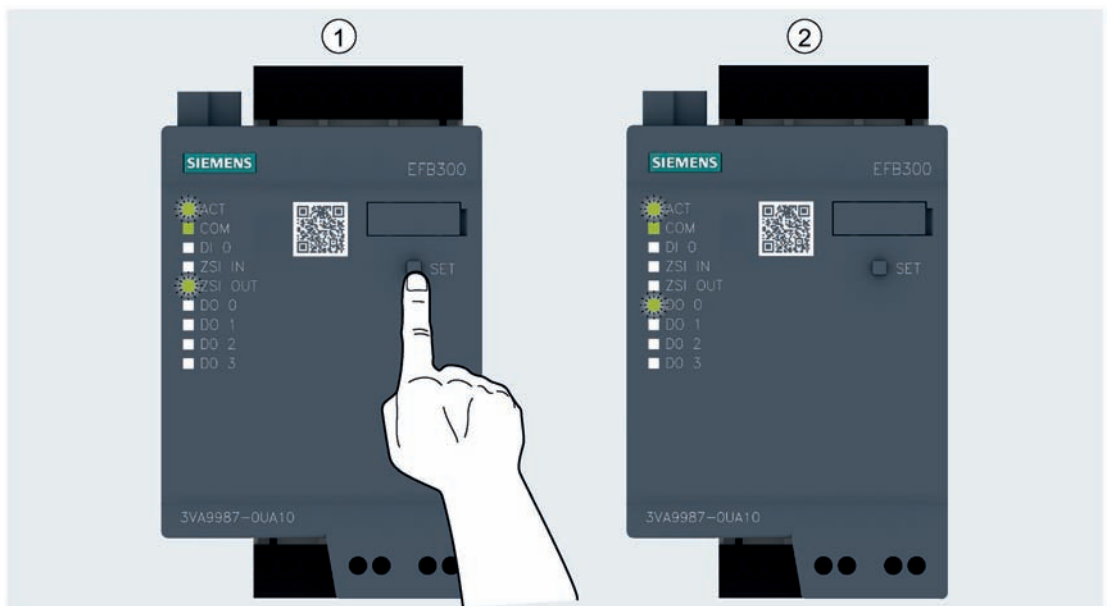 1
SIEMENS
EFB300
ACT
COM
DI 0
ZSI IN
ZSI OUT
DO 0
DO 1
DO 2
DO 3
SET
3VA9987-0UA10
2
SIEMENS
EFB300
ACT
COM
DI 0
ZSI IN
ZSI OUT
DO 0
DO 1
DO 2
DO 3
SET
3VA9987-0UA10